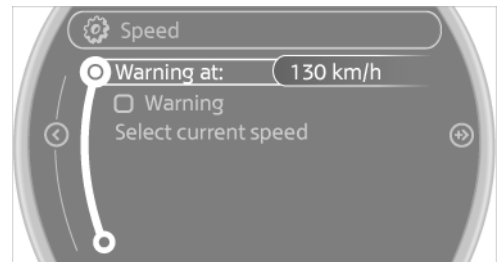 Speed
Warning at: 130 km/h
Warning
Select current speed